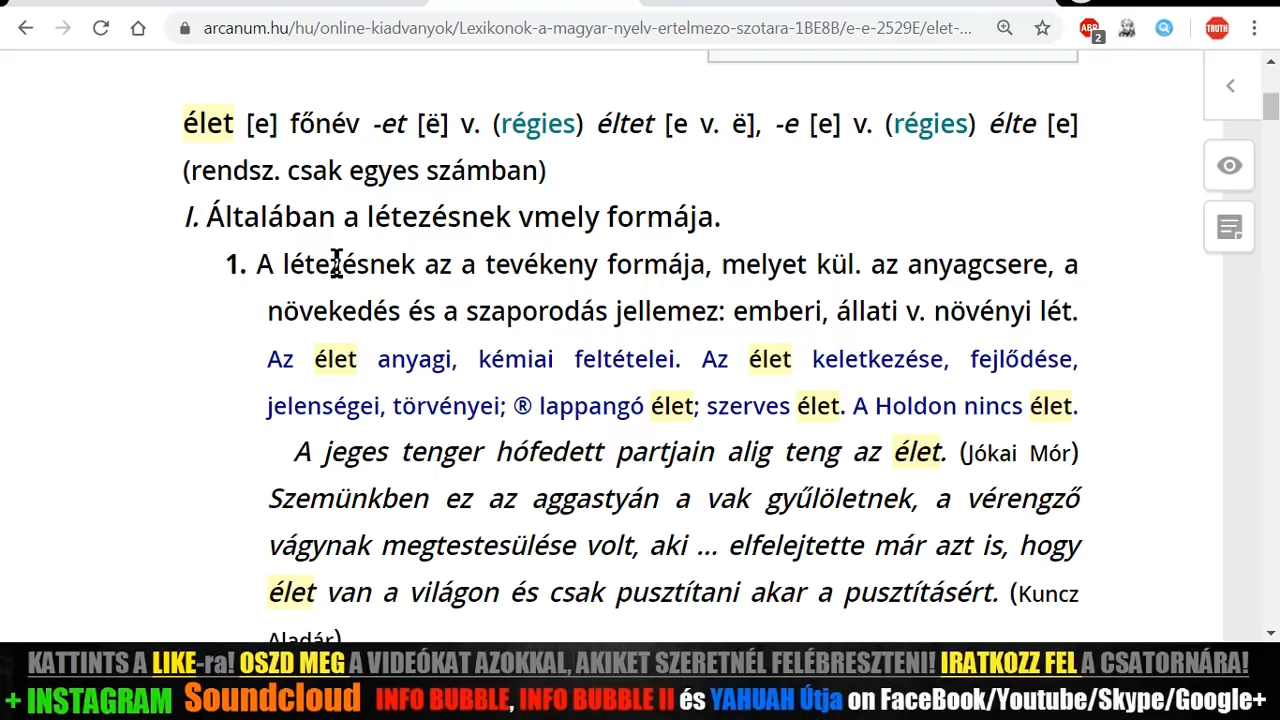 arcanum.hu/hu/online-kiadvanyok/Lexikonok-a-magyar-nyelv-ertelmezo-szotara-1BE8B/e-e-2529E/elet-...
ABP
2
TRUTH
élet [e] főnév -et [ë] v. (régies) éltet [e v. ë], -e [e] v. (régies) élte [e]
(rendsz. csak egyes számban)
I. Általában a létezésnek vmely formája.
1. A létezésnek az a tevékeny formája, melyet kül. az anyagcsere, a
növekedés és a szaporodás jellemez: emberi, állati v. növényi lét.
Az élet anyagi, kémiai feltételei. Az élet keletkezése, fejlődése,
jelenségei, törvényei; ® lappangó élet; szerves élet. A Holdon nincs élet.
A jeges tenger hófedett partjain alig teng az élet. (Jókai Mór)
Szemünkben ez az aggastyán a vak gyűlöletnek, a vérengző
vágynak megtestesülése volt, aki ... elfelejtette már azt is, hogy
élet van a világon és csak pusztítani akar a pusztításért. (Kuncz
Aladár)
KATTINTS A LIKE-ra! OSZD MEG A VIDEÓKAT AZOKKAL, AKIKET SZERETNÉL FELÉBRESZTENI! IRATKOZZ FEL A CSATORNÁRA!
+ INSTAGRAM Soundcloud INFO BUBBLE, INFO BUBBLE II és YAHUAH Útja on FaceBook/Youtube/Skype/Google+